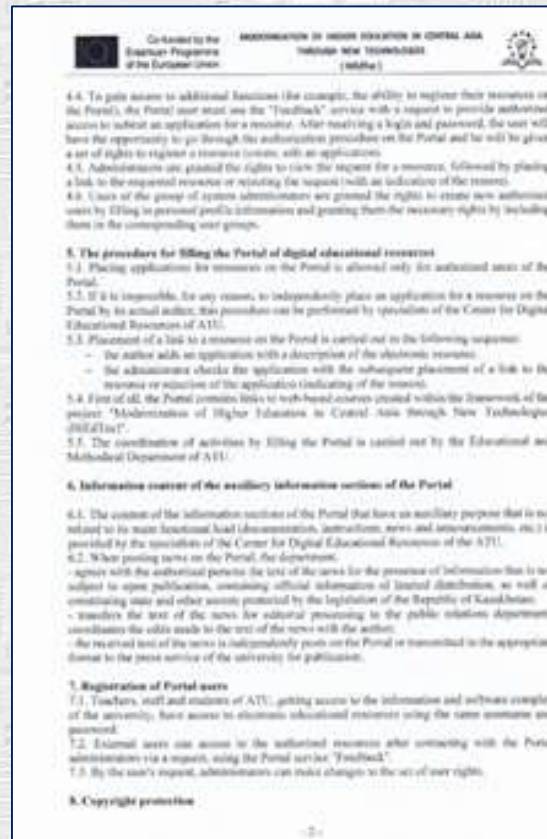 Co-funded by the
Erasmus+ Programme
of the European Union
MODERNISATION OF HIGHER EDUCATION IN CENTRAL ASIA
THROUGH NEW TECHNOLOGIES
(HiEdTec)
4.4. To gain access to additional functions (for example, the ability to register their resources on
the Portal), the Portal user must use the "Feedback" service with a request to provide authorized
access to submit an application for a resource. After receiving a login and password, the user will
have the opportunity to go through the authorization procedure on the Portal and he will be given
a set of rights to register a resource (create, edit an application).
4.5. Administrators are granted the rights to view the request for a resource, followed by placing
a link to the requested resource or rejecting the request (with an indication of the reason).
4.6. Users of the group of system administrators are granted the rights to create new authorized
users by filling in personal profile information and granting them the necessary rights by including
them in the corresponding user groups.
5. The procedure for filling the Portal of digital educational resources
5.1. Placing applications for resources on the Portal is allowed only for authorized users of the
Portal.
5.2. If it is impossible, for any reason, to independently place an application for a resource on the
Portal by its actual author, this procedure can be performed by specialists of the Center for Digital
Educational Resources of ATU.
5.3. Placement of a link to a resource on the Portal is carried out in the following sequence:
– the author adds an application with a description of the electronic resource;
– the administrator checks the application with the subsequent placement of a link to the
resource or rejection of the application (indicating of the reason).
5.4. First of all, the Portal contains links to web-based courses created within the framework of the
project "Modernization of Higher Education in Central Asia through New Technologies
(HiEdTec)".
5.5. The coordination of activities by filling the Portal is carried out by the Educational and
Methodical Department of ATU.
6. Information content of the auxiliary information sections of the Portal
6.1. The content of the information sections of the Portal that have an auxiliary purpose that is not
related to its main functional load (documentation, instructions, news and announcements, etc.) is
provided by the specialists of the Center for Digital Educational Resources of the ATU.
6.2. When posting news on the Portal, the department:
- agrees with the authorized persons the text of the news for the presence of information that is not
subject to open publication, containing official information of limited distribution, as well as
constituting state and other secrets protected by the legislation of the Republic of Kazakhstan;
- transfers the text of the news for editorial processing to the public relations department,
coordinates the edits made to the text of the news with the author;
- the received text of the news is independently posts on the Portal or transmitted in the appropriate
format to the press service of the university for publication.
7. Registration of Portal users
7.1. Teachers, staff and students of ATU, getting access to the information and software complex
of the university, have access to electronic educational resources using the same username and
password.
7.2. External users can access to the authorized resources after contacting with the Portal
administrators via a request, using the Portal service "Feedback".
7.3. By the user's request, administrators can make changes to the set of user rights.
8. Copyright protection
- 2 -